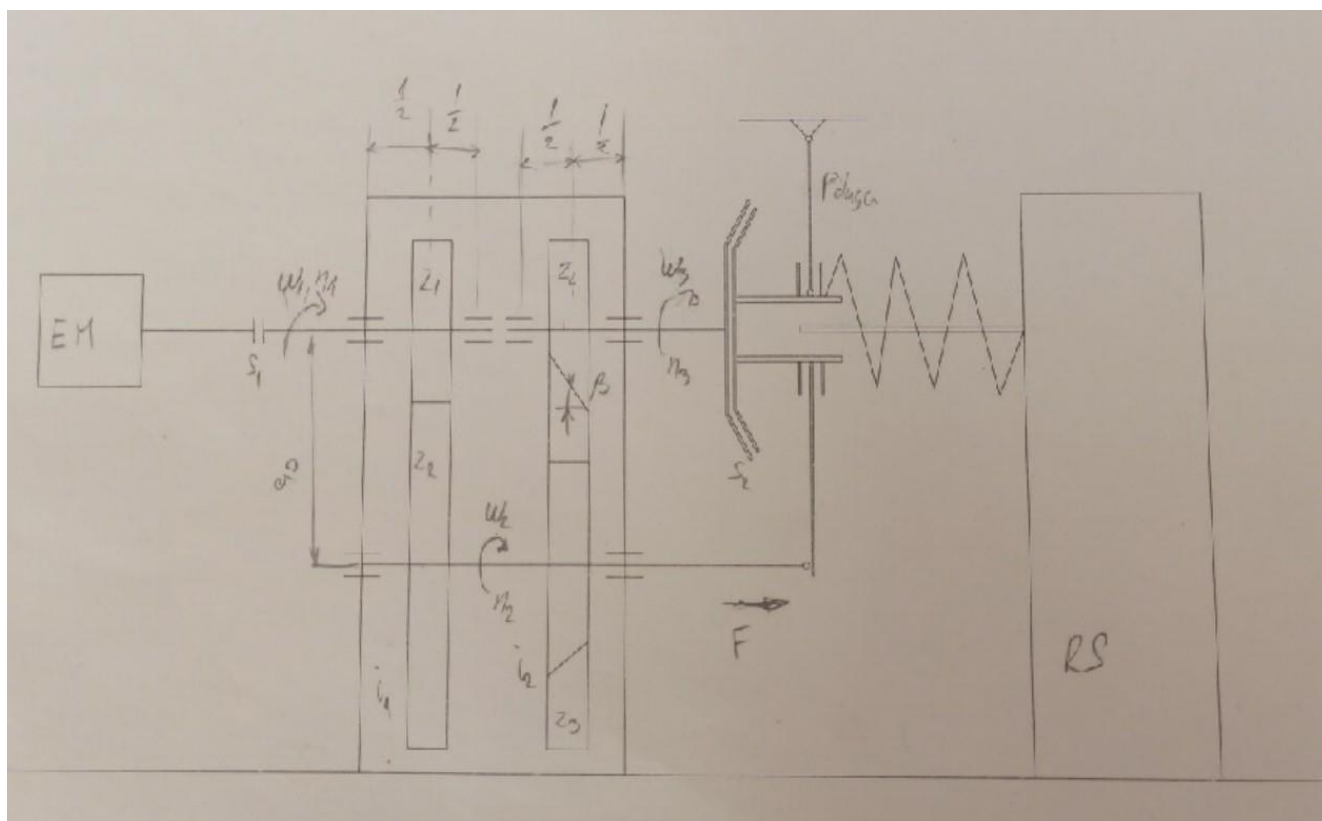 l/2 l/2 l/2 l/2
Poluga
EM
S1
ω1, n1
z1
z4
ω3
n3
β
a0
z2
S2
ω2
n2
F
i1
i2
z3
RS